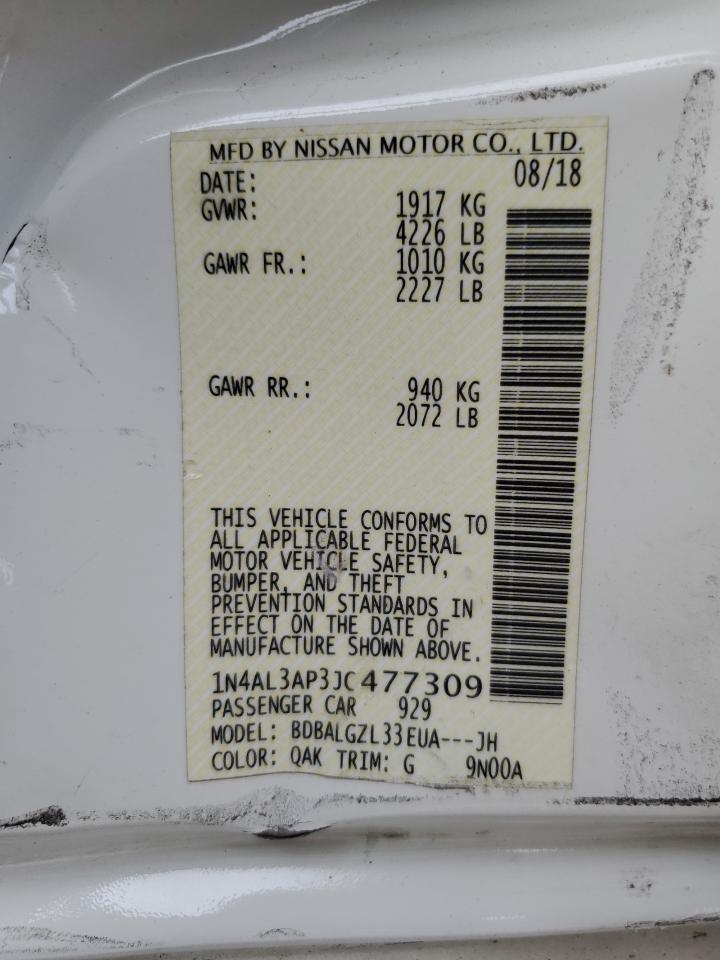 MFD BY NISSAN MOTOR CO., LTD.
DATE: 08/18
GVWR: 1917 KG
4226 LB
GAWR FR.: 1010 KG
2227 LB
GAWR RR.: 940 KG
2072 LB
THIS VEHICLE CONFORMS TO
ALL APPLICABLE FEDERAL
MOTOR VEHICLE SAFETY,
BUMPER, AND THEFT
PREVENTION STANDARDS IN
EFFECT ON THE DATE OF
MANUFACTURE SHOWN ABOVE.
1N4AL3AP3JC477309
PASSENGER CAR 929
MODEL: BDBALGZL33EUA---JH
COLOR: QAK TRIM: G 9N00A